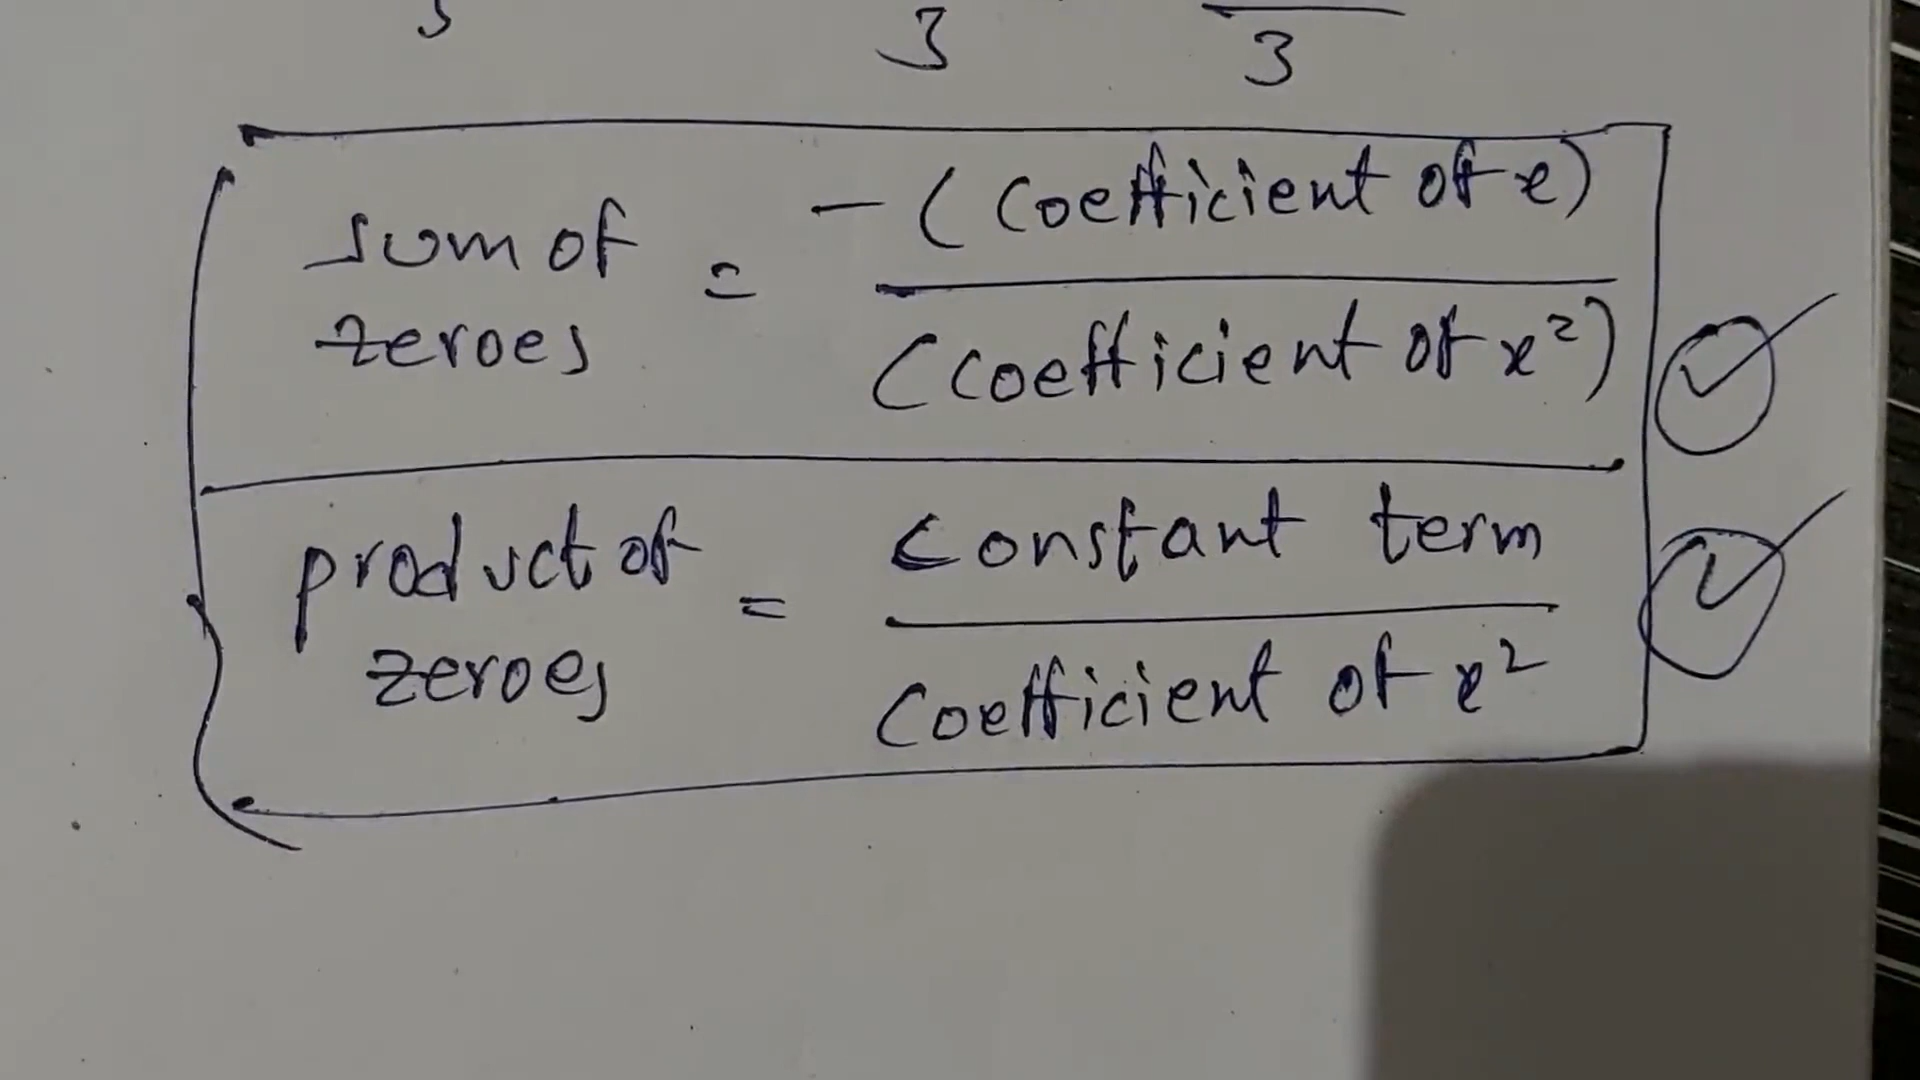 3 3
sum of zeroes = -(coefficient of x)
(coefficient of x²)
product of zeroes = constant term
coefficient of x²